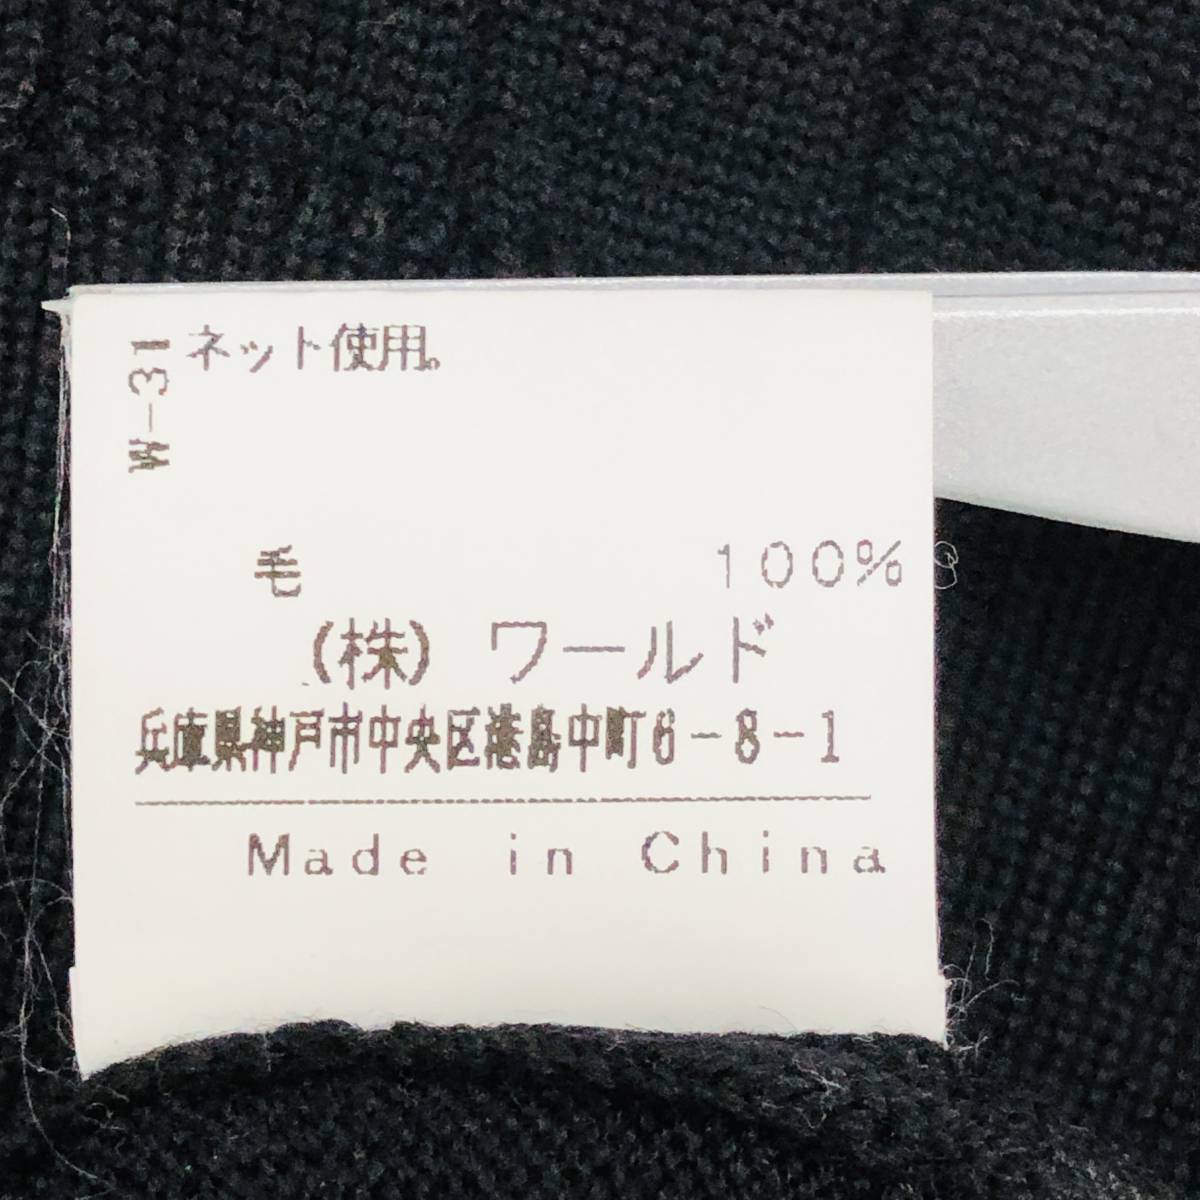 W-31
ネット使用。
毛 100%
(株) ワールド
兵庫県神戸市中央区港島中町6-8-1
Made in China